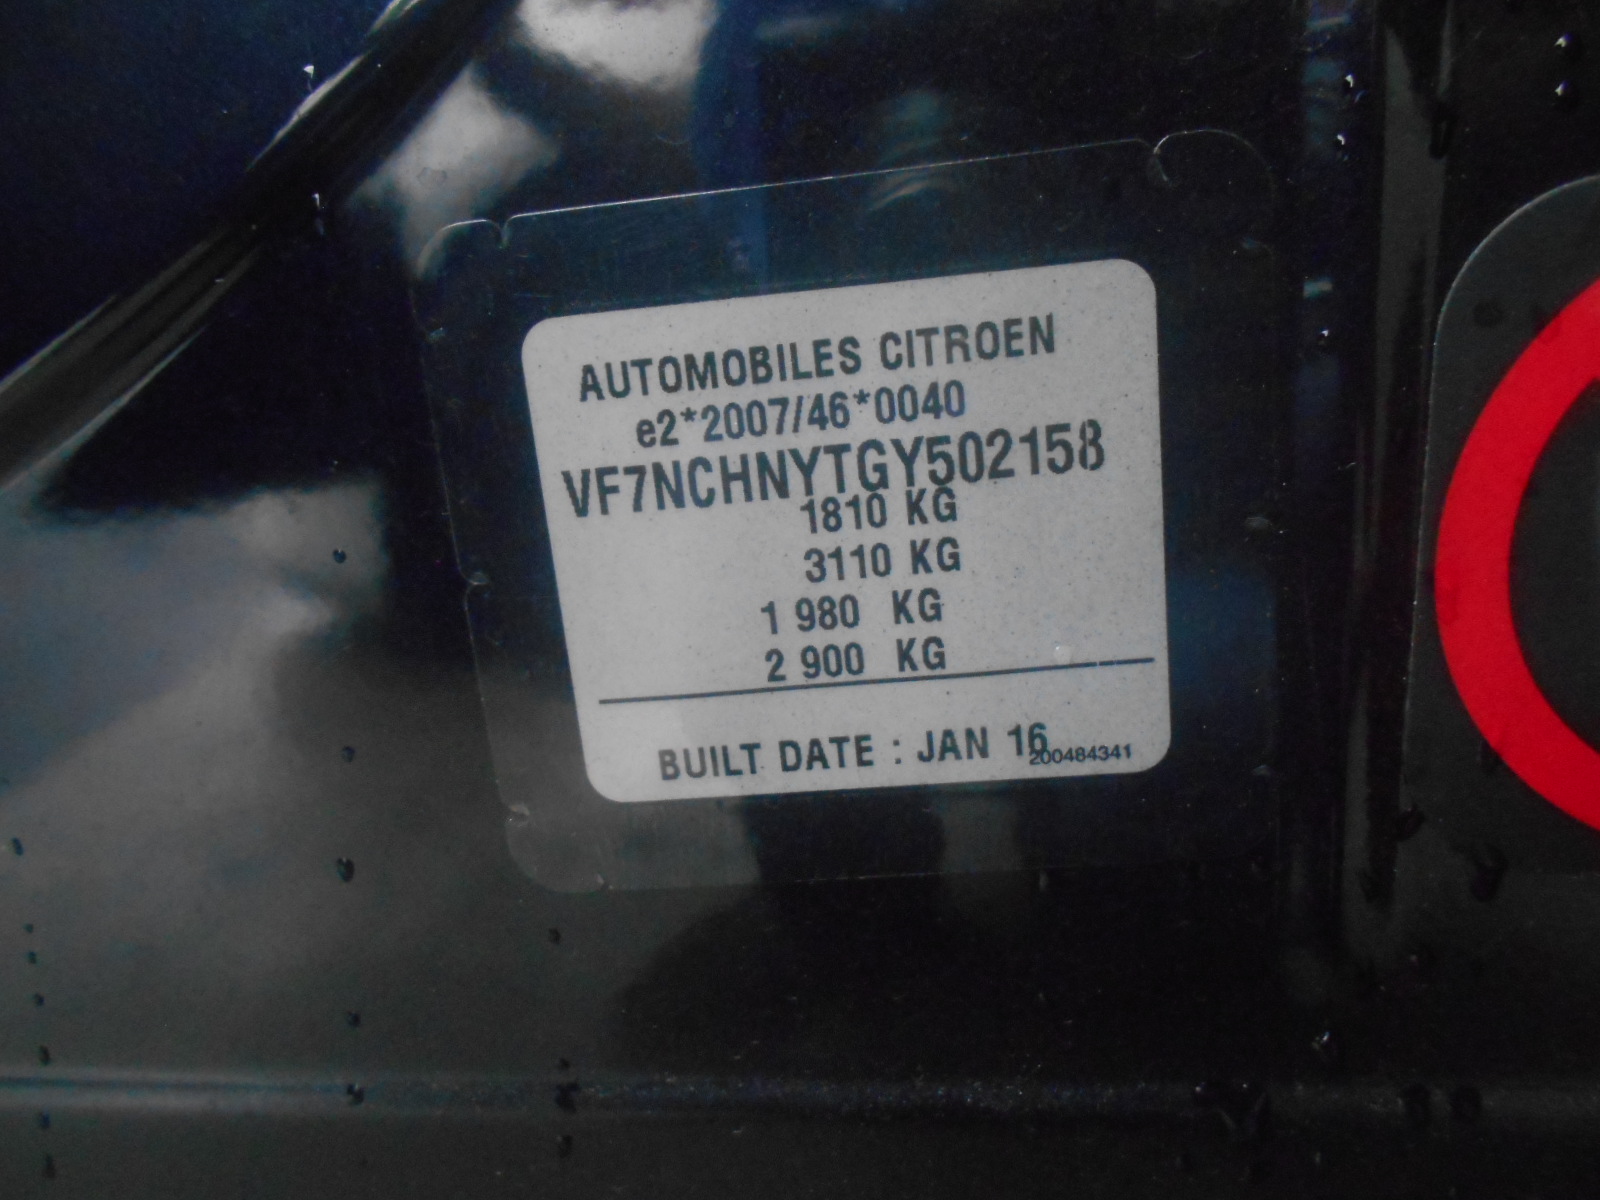 AUTOMOBILES CITROEN
e2*2007/46*0040
VF7NCHNYTGY502158
1810 KG
3110 KG
1 980 KG
2 900 KG
BUILT DATE : JAN 16
200484341